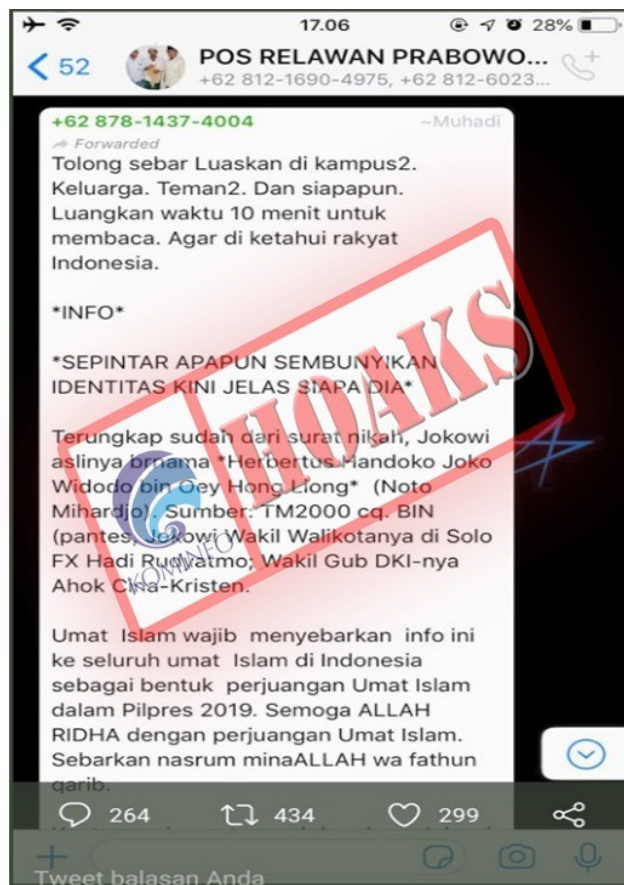 17.06
28%
52
POS RELAWAN PRABOWO...
+62 812-1690-4975, +62 812-6023...
+62 878-1437-4004
~Muhadi
Forwarded
Tolong sebar Luaskan di kampus2.
Keluarga. Teman2. Dan siapapun.
Luangkan waktu 10 menit untuk
membaca. Agar di ketahui rakyat
Indonesia.
*INFO*
*SEPINTAR APAPUN SEMBUNYIKAN
IDENTITAS KINI JELAS SIAPA DIA*
Terungkap sudah dari surat nikah, Jokowi
aslinya brnama *Herbertus Handoko Joko
Widodo bin Oey Hong Liong* (Noto
Mihardjo). Sumber: TM2000 cq. BIN
(pantes, Jokowi Wakil Walikotanya di Solo
FX Hadi Rudyatmo; Wakil Gub DKI-nya
Ahok Cina-Kristen.
Umat Islam wajib menyebarkan info ini
ke seluruh umat Islam di Indonesia
sebagai bentuk perjuangan Umat Islam
dalam Pilpres 2019. Semoga ALLAH
RIDHA dengan perjuangan Umat Islam.
Sebarkan nasrum minaALLAH wa fathun
qarib.
HOAKS
KOMINFO
264
434
299
Tweet balasan Anda